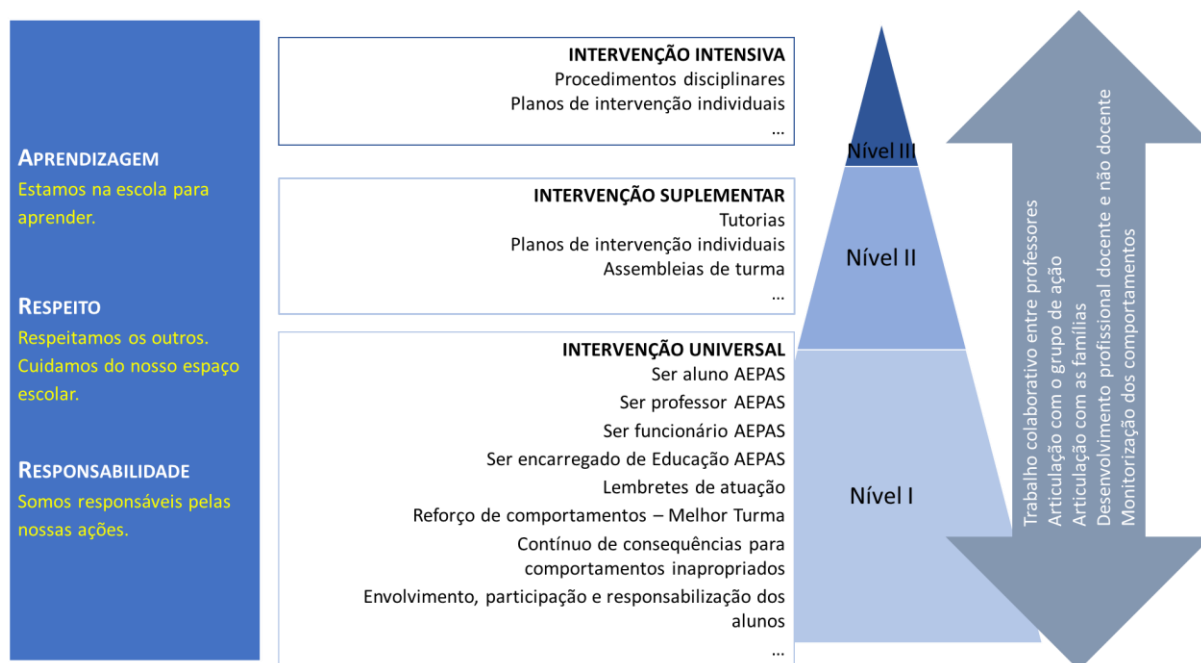 APRENDIZAGEM
Estamos na escola para
aprender.
RESPEITO
Respeitamos os outros.
Cuidamos do nosso espaço
escolar.
RESPONSABILIDADE
Somos responsáveis pelas
nossas ações.
INTERVENÇÃO INTENSIVA
Procedimentos disciplinares
Planos de intervenção individuais
...
INTERVENÇÃO SUPLEMENTAR
Tutorias
Planos de intervenção individuais
Assembleias de turma
...
INTERVENÇÃO UNIVERSAL
Ser aluno AEPAS
Ser professor AEPAS
Ser funcionário AEPAS
Ser encarregado de Educação AEPAS
Lembretes de atuação
Reforço de comportamentos – Melhor Turma
Contínuo de consequências para
comportamentos inapropriados
Envolvimento, participação e responsabilização dos
alunos
...
Nível III
Nível II
Nível I
Trabalho colaborativo entre professores
Articulação com o grupo de ação
Articulação com as famílias
Desenvolvimento profissional docente e não docente
Monitorização dos comportamentos